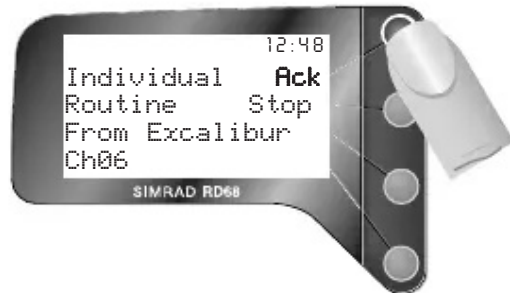 12:48
Individual Ack
Routine Stop
From Excalibur
Ch06
SIMRAD RD68